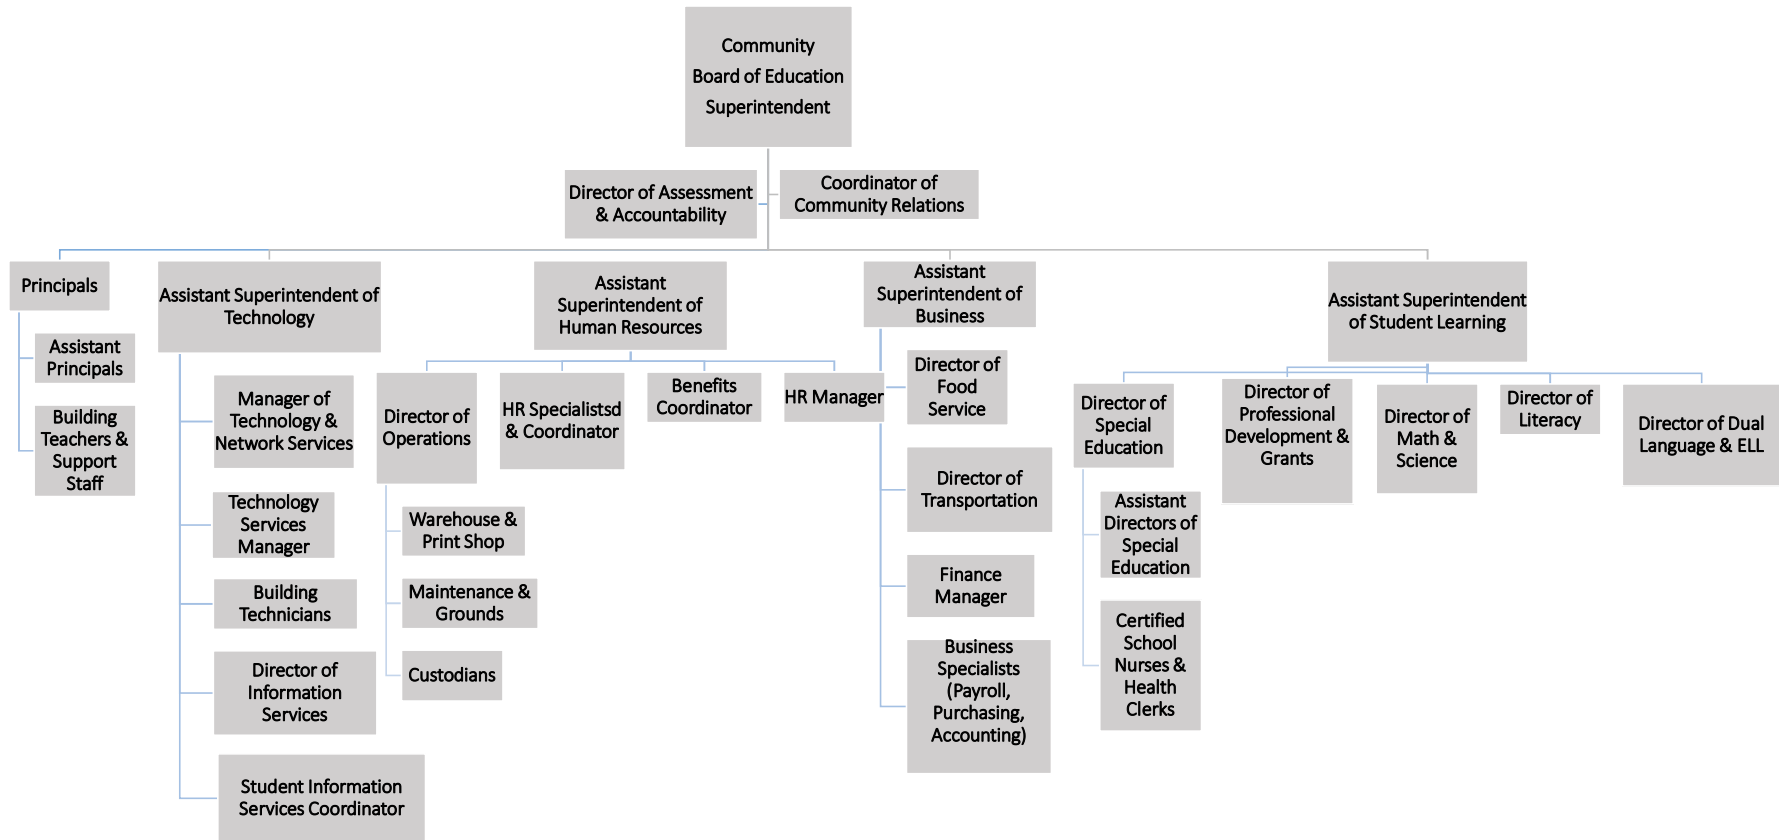 Community
Board of Education
Superintendent
Director of Assessment
& Accountability
Coordinator of
Community Relations
Principals
Assistant
Principals
Building
Teachers &
Support
Staff
Assistant Superintendent of
Technology
Manager of
Technology &
Network Services
Technology
Services
Manager
Building
Technicians
Director of
Information
Services
Student Information
Services Coordinator
Assistant
Superintendent of
Human Resources
Director of
Operations
Warehouse &
Print Shop
Maintenance &
Grounds
Custodians
HR Specialistsd
& Coordinator
Benefits
Coordinator
HR Manager
Assistant
Superintendent of
Business
Director of
Food
Service
Director of
Transportation
Finance
Manager
Business
Specialists
(Payroll,
Purchasing,
Accounting)
Assistant Superintendent
of Student Learning
Director of
Special
Education
Assistant
Directors of
Special
Education
Certified
School
Nurses &
Health
Clerks
Director of
Professional
Development &
Grants
Director of
Math &
Science
Director of
Literacy
Director of Dual
Language & ELL